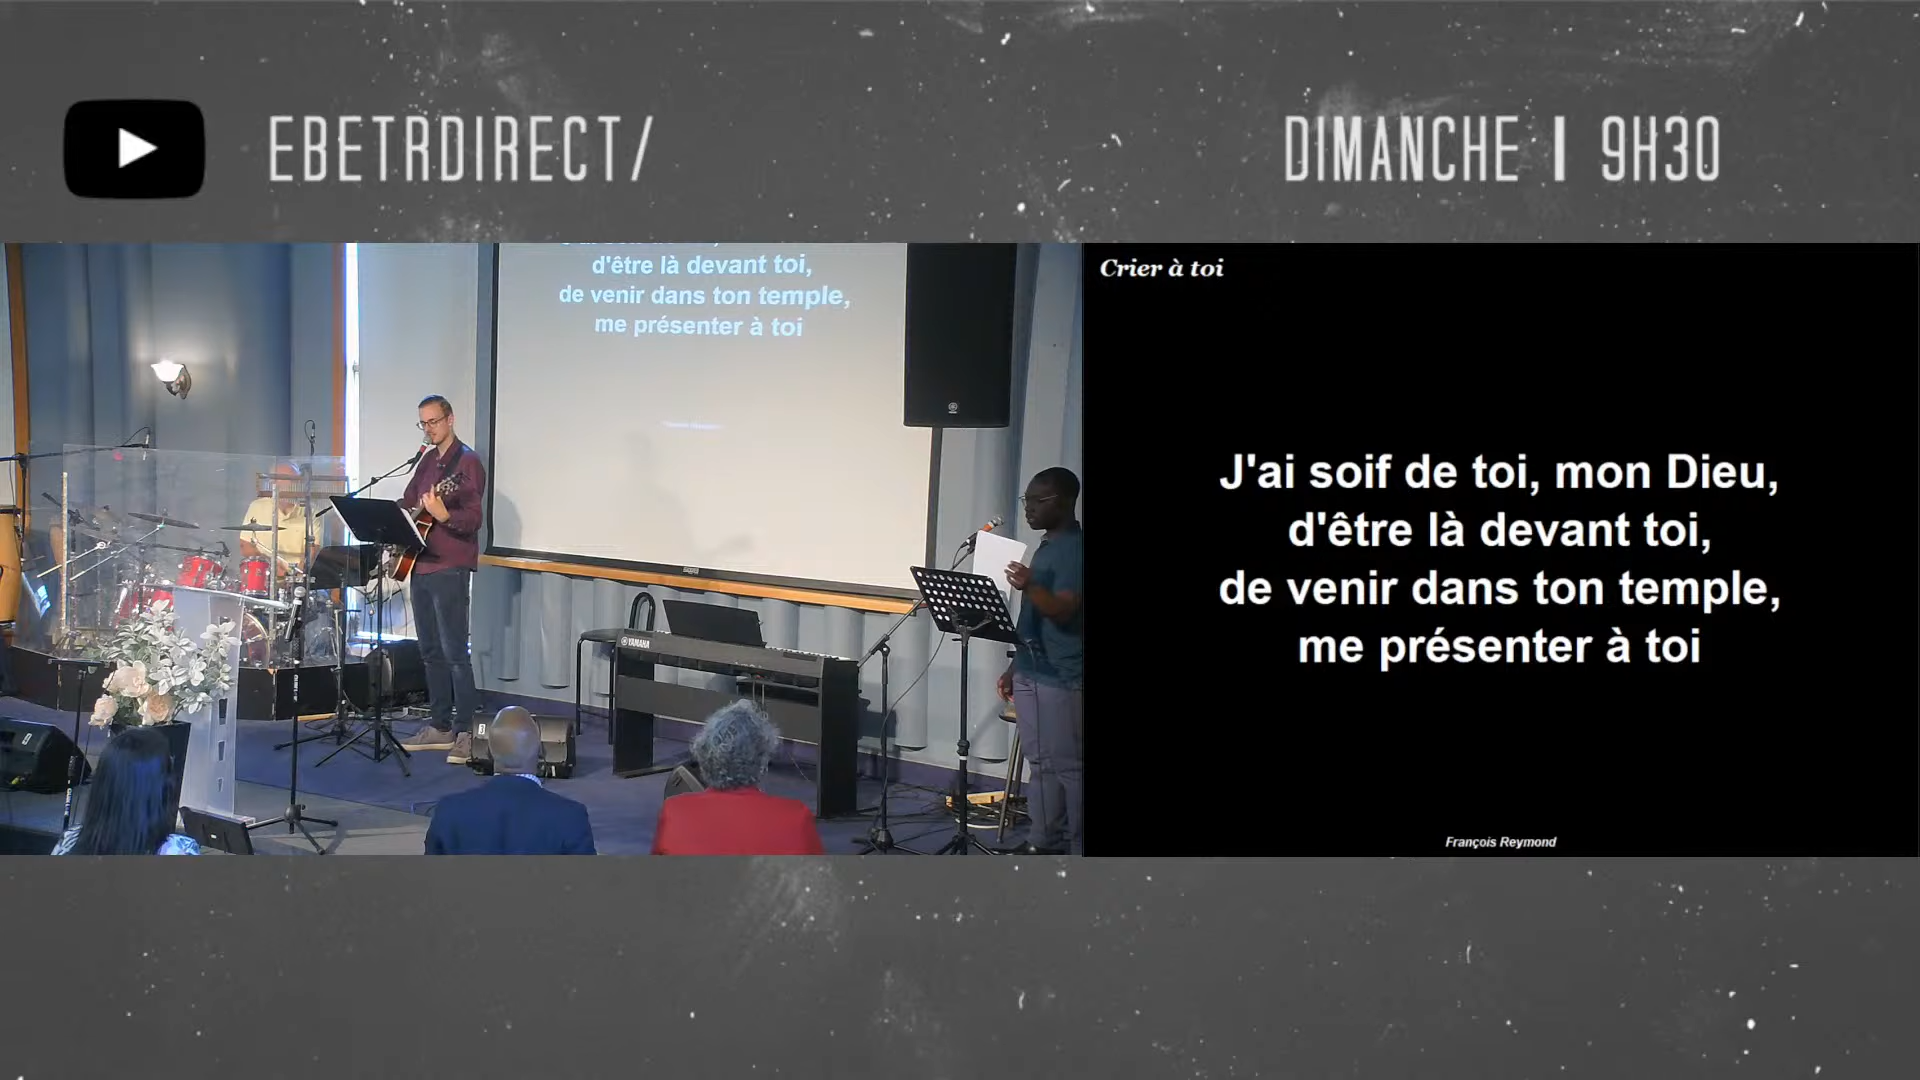 EBETRDIRECT/
DIMANCHE | 9H30
d'être là devant toi,
de venir dans ton temple,
me présenter à toi
YAMAHA
Crier à toi
J'ai soif de toi, mon Dieu,
d'être là devant toi,
de venir dans ton temple,
me présenter à toi
François Reymond